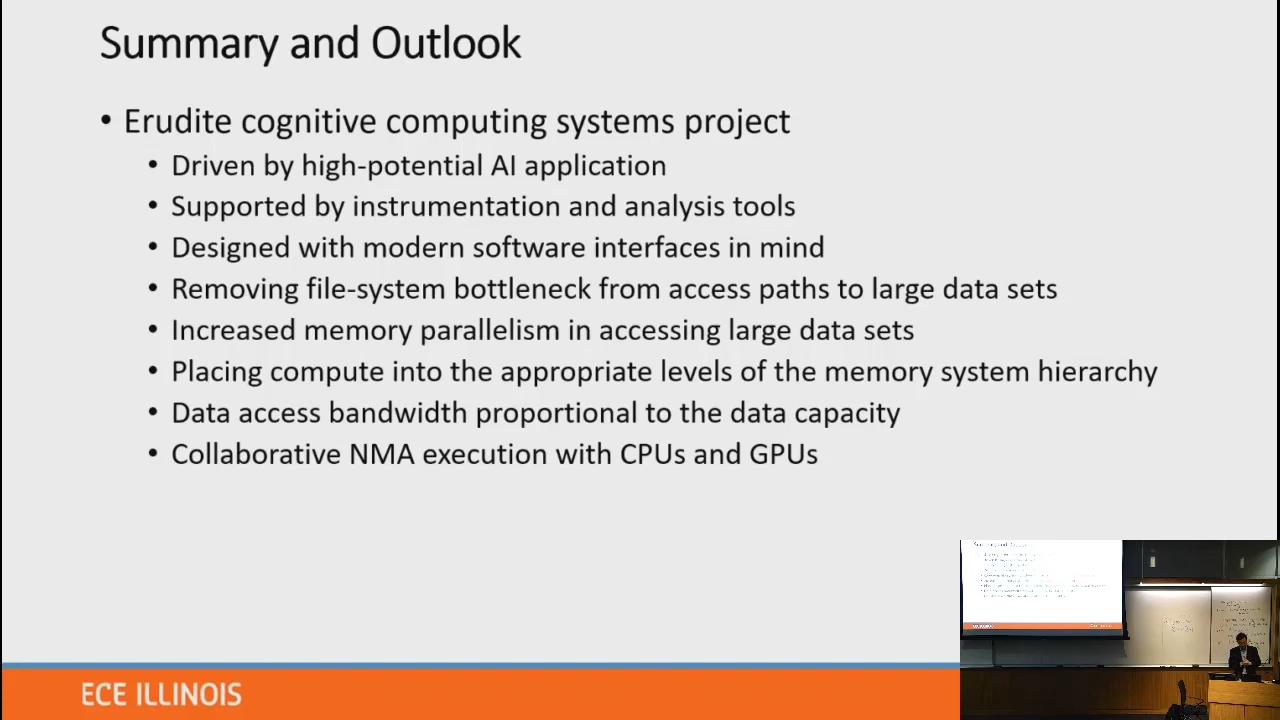 Summary and Outlook
• Erudite cognitive computing systems project
• Driven by high-potential AI application
• Supported by instrumentation and analysis tools
• Designed with modern software interfaces in mind
• Removing file-system bottleneck from access paths to large data sets
• Increased memory parallelism in accessing large data sets
• Placing compute into the appropriate levels of the memory system hierarchy
• Data access bandwidth proportional to the data capacity
• Collaborative NMA execution with CPUs and GPUs
ECE ILLINOIS
Summary and Outlook